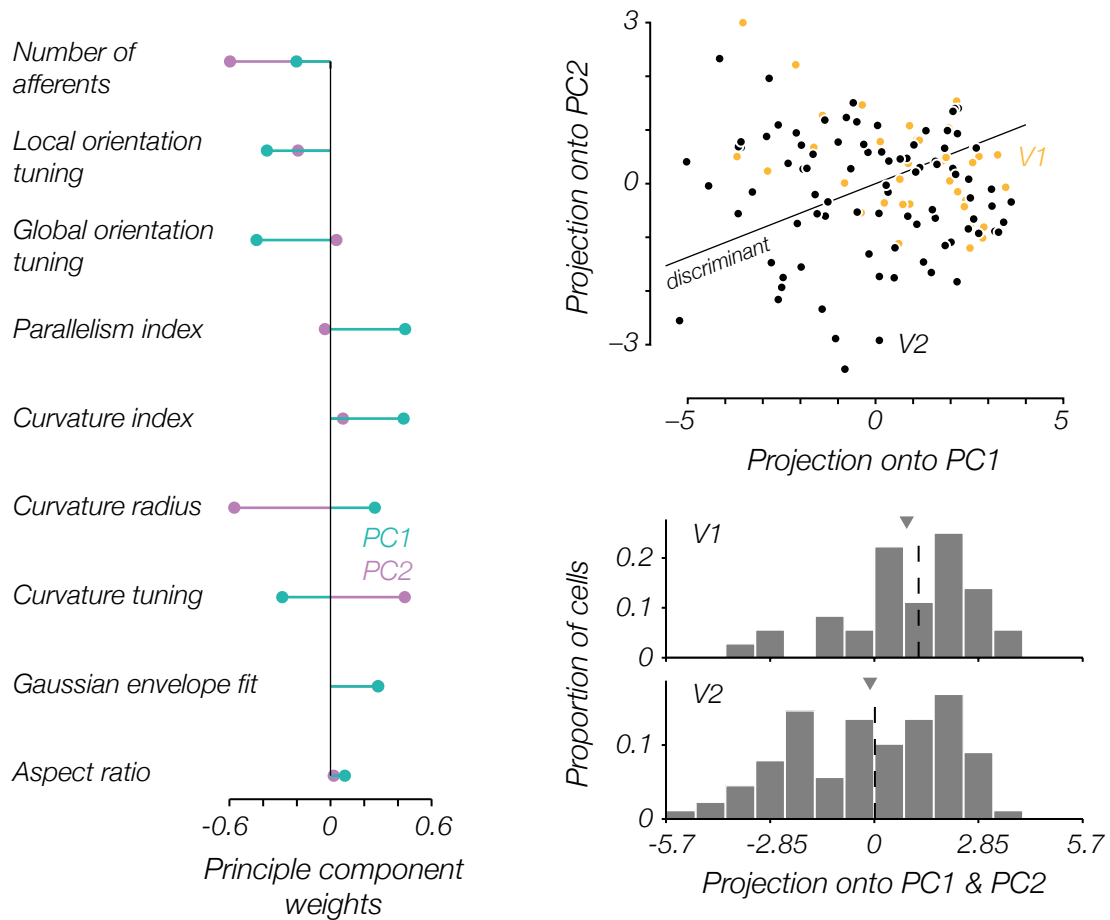 Number of
afferents
Local orientation
tuning
Global orientation
tuning
Parallelism index
Curvature index
Curvature radius
PC1
PC2
Curvature tuning
Gaussian envelope fit
Aspect ratio
-0.6 0 0.6
Principle component
weights
Projection onto PC2
3
0
−3
V1
discriminant
V2
−5 0 5
Projection onto PC1
Proportion of cells
V1
0.2
0.1
0
V2
0.1
0
-5.7 -2.85 0 2.85 5.7
Projection onto PC1 & PC2